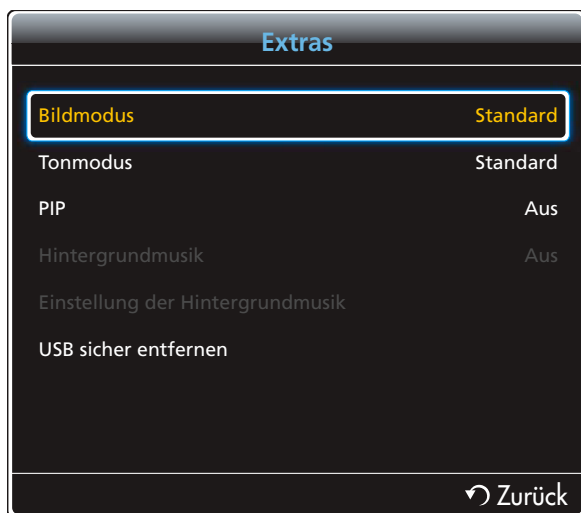 Extras
Bildmodus Standard
Tonmodus Standard
PIP Aus
Hintergrundmusik Aus
Einstellung der Hintergrundmusik
USB sicher entfernen
Zurück